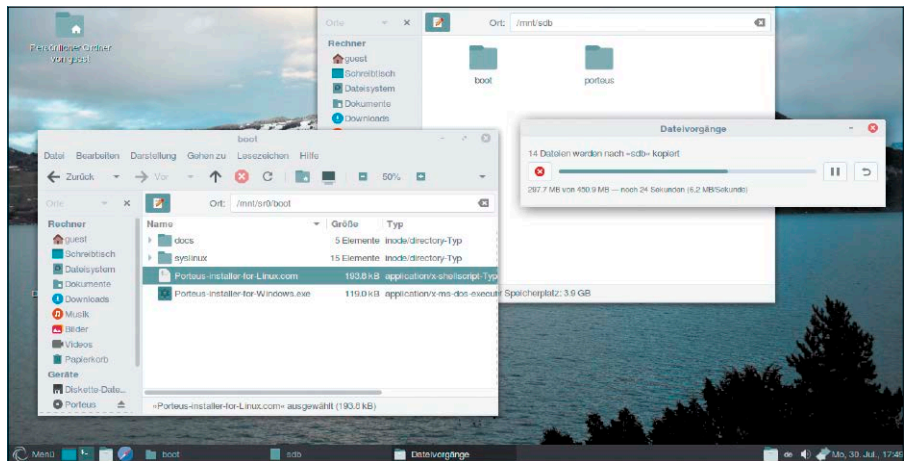 Persönlicher Ordner
von guest
Orte
Ort: /mnt/sdb
Rechner
guest
Schreibtisch
Dateisystem
Dokumente
Downloads
boot
porteus
Speicherplatz: 3,9 GB
Dateivorgänge
14 Dateien werden nach »sdb« kopiert
297,7 MB von 450,9 MB — noch 24 Sekunden (6,2 MB/Sekunde)
boot
Datei Bearbeiten Darstellung Gehen zu Lesezeichen Hilfe
Zurück Vor 50%
Orte
Ort: /mnt/sr0/boot
Rechner
guest
Schreibtisch
Dateisystem
Dokumente
Downloads
Musik
Bilder
Videos
Papierkorb
Geräte
Diskette-Date...
Porteus
Name Größe Typ
docs 5 Elemente inode/directory-Typ
syslinux 15 Elemente inode/directory-Typ
Porteus-installer-for-Linux.com 193,8 kB application/x-shellscript-Typ
Porteus-installer-for-Windows.exe 119,0 kB application/x-ms-dos-execut
»Porteus-installer-for-Linux.com« ausgewählt (193,8 kB)
Menü boot sdb Dateivorgänge de Mo, 30. Jul., 17:45